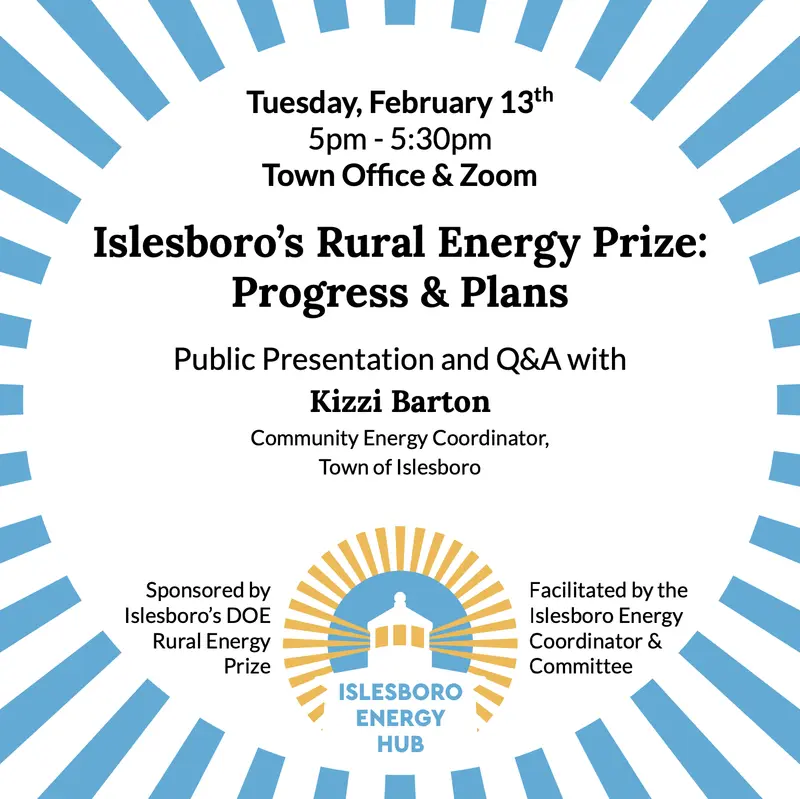 Tuesday, February 13th
5pm - 5:30pm
Town Office & Zoom
Islesboro's Rural Energy Prize:
Progress & Plans
Public Presentation and Q&A with
Kizzi Barton
Community Energy Coordinator,
Town of Islesboro
Sponsored by
Islesboro's DOE
Rural Energy
Prize
ISLESBORO
ENERGY
HUB
Facilitated by the
Islesboro Energy
Coordinator &
Committee